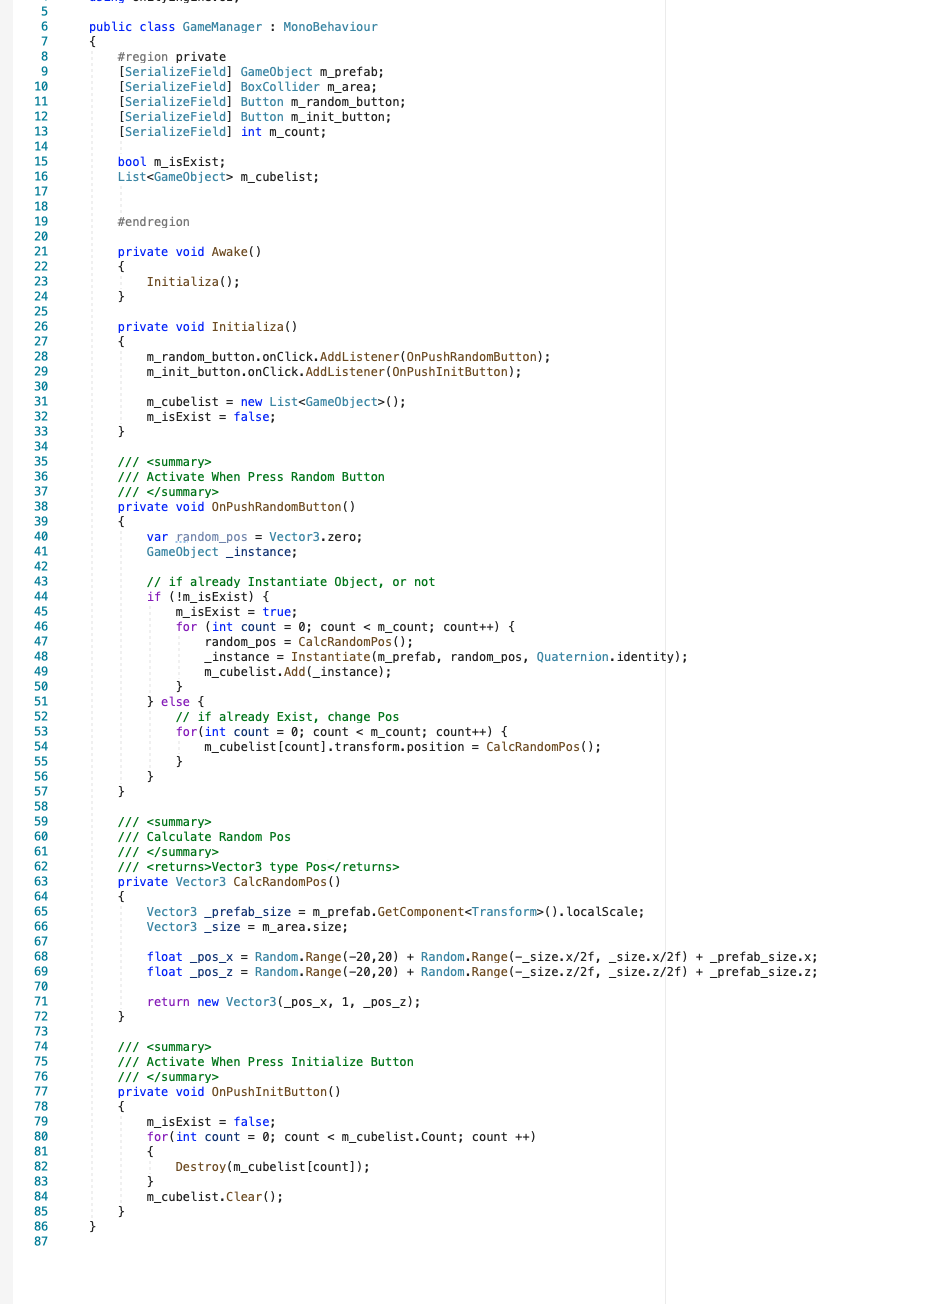 5
6 public class GameManager : MonoBehaviour
7 {
8 #region private
9 [SerializeField] GameObject m_prefab;
10 [SerializeField] BoxCollider m_area;
11 [SerializeField] Button m_random_button;
12 [SerializeField] Button m_init_button;
13 [SerializeField] int m_count;
14
15 bool m_isExist;
16 List<GameObject> m_cubelist;
17
18
19 #endregion
20
21 private void Awake()
22 {
23 Initializa();
24 }
25
26 private void Initializa()
27 {
28 m_random_button.onClick.AddListener(OnPushRandomButton);
29 m_init_button.onClick.AddListener(OnPushInitButton);
30
31 m_cubelist = new List<GameObject>();
32 m_isExist = false;
33 }
34
35 /// <summary>
36 /// Activate When Press Random Button
37 /// </summary>
38 private void OnPushRandomButton()
39 {
40 var random_pos = Vector3.zero;
41 GameObject _instance;
42
43 // if already Instantiate Object, or not
44 if (!m_isExist) {
45 m_isExist = true;
46 for (int count = 0; count < m_count; count++) {
47 random_pos = CalcRandomPos();
48 _instance = Instantiate(m_prefab, random_pos, Quaternion.identity);
49 m_cubelist.Add(_instance);
50 }
51 } else {
52 // if already Exist, change Pos
53 for(int count = 0; count < m_count; count++) {
54 m_cubelist[count].transform.position = CalcRandomPos();
55 }
56 }
57 }
58
59 /// <summary>
60 /// Calculate Random Pos
61 /// </summary>
62 /// <returns>Vector3 type Pos</returns>
63 private Vector3 CalcRandomPos()
64 {
65 Vector3 _prefab_size = m_prefab.GetComponent<Transform>().localScale;
66 Vector3 _size = m_area.size;
67
68 float _pos_x = Random.Range(-20,20) + Random.Range(-_size.x/2f, _size.x/2f) + _prefab_size.x;
69 float _pos_z = Random.Range(-20,20) + Random.Range(-_size.z/2f, _size.z/2f) + _prefab_size.z;
70
71 return new Vector3(_pos_x, 1, _pos_z);
72 }
73
74 /// <summary>
75 /// Activate When Press Initialize Button
76 /// </summary>
77 private void OnPushInitButton()
78 {
79 m_isExist = false;
80 for(int count = 0; count < m_cubelist.Count; count ++)
81 {
82 Destroy(m_cubelist[count]);
83 }
84 m_cubelist.Clear();
85 }
86 }
87